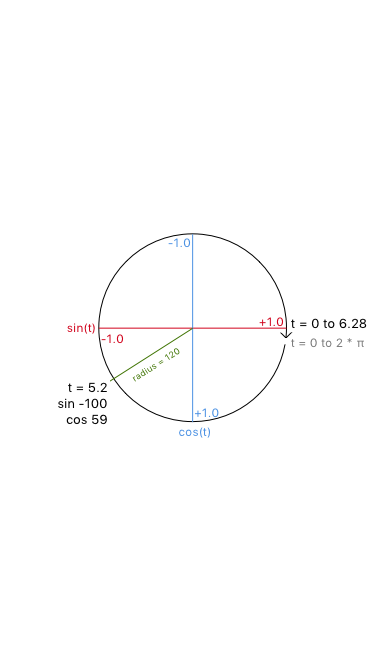 -1.0
sin(t)
-1.0
+1.0
t = 0 to 6.28
t = 0 to 2 * π
radius = 120
t = 5.2
sin -100
cos 59
+1.0
cos(t)